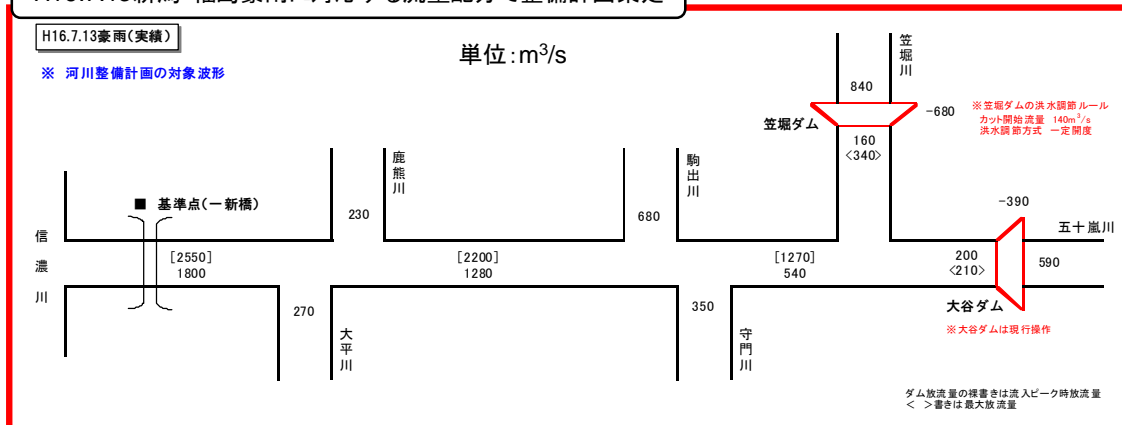 H16.7.13豪雨(実績)
※ 河川整備計画の対象波形
単位:m³/s
笠堀川
840
-680
※笠堀ダムの洪水調節ルール
カット開始流量 140m³/s
洪水調節方式 一定開度
笠堀ダム
160
<340>
鹿熊川
駒出川
■ 基準点(一新橋)
230
680
-390
五十嵐川
信濃川
[2550]
1800
[2200]
1280
[1270]
540
200
<210>
590
270
大平川
350
守門川
大谷ダム
※大谷ダムは現行操作
ダム放流量の裸書きは流入ピーク時放流量
< >書きは最大放流量